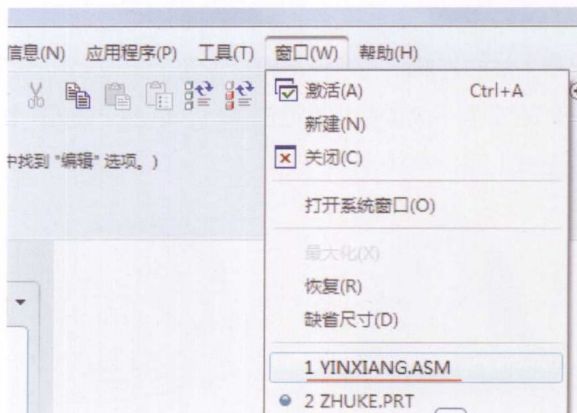 信息(N) 应用程序(P) 工具(T) 窗口(W) 帮助(H)
激活(A) Ctrl+A
新建(N)
中找到 "编辑" 选项。)
关闭(C)
打开系统窗口(O)
最大化(X)
恢复(R)
缺省尺寸(D)
1 YINXIANG.ASM
2 ZHUKE.PRT